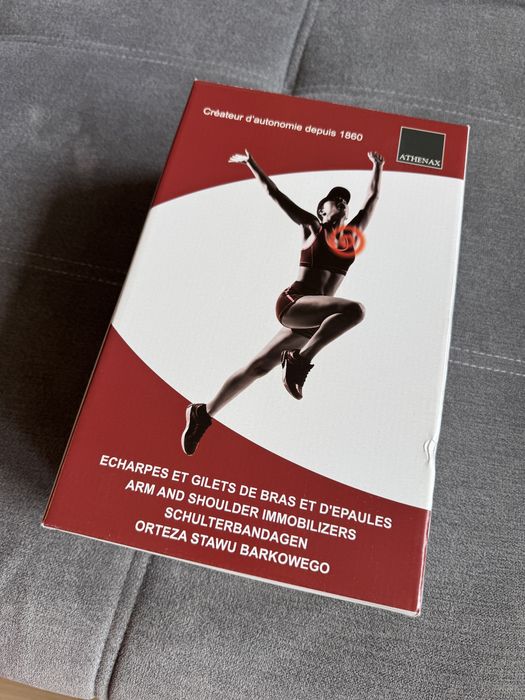 Créateur d'autonomie depuis 1860
ATHENAX
ECHARPES ET GILETS DE BRAS ET D'EPAULES
ARM AND SHOULDER IMMOBILIZERS
SCHULTERBANDAGEN
ORTEZA STAWU BARKOWEGO